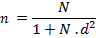 n = N / (1 + N . d²)